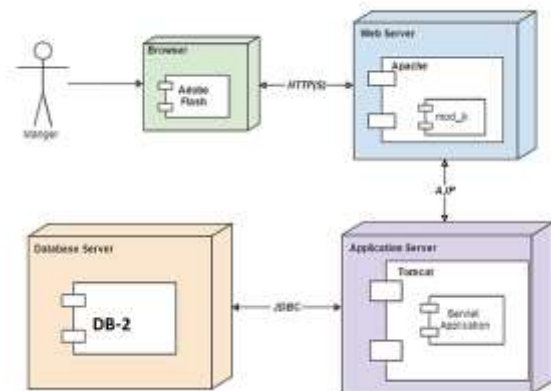 Browser
Adobe
Flash
Manger
HTTP(S)
Web Server
Apache
mod_jk
AJP
Database Server
DB-2
JDBC
Application Server
Tomcat
Servlet
Application